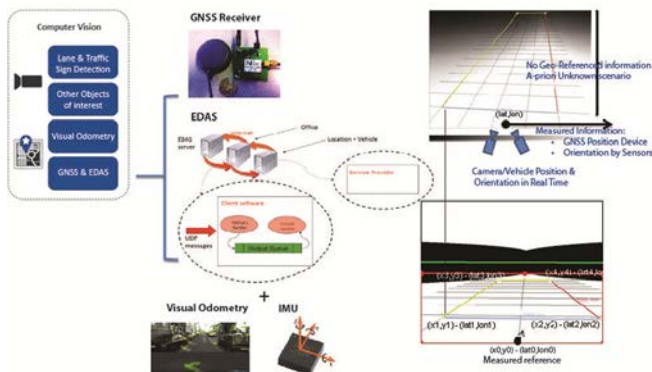 Computer Vision
Lane & Traffic
Sign Detection
Other Objects
of interest
Visual Odometry
GNSS & EDAS
GNSS Receiver
EDAS
EDAS
server
Office
Location + Vehicle
Service Provider
Client software
UDP
messages
Output Queue
+
Visual Odometry
IMU
No Geo-Referenced information
A-priori Unknown scenario
(lat,lon)
Measured Information:
• GNSS Position Device
• Orientation by Sensors
Camera/Vehicle Position &
Orientation in Real Time
(x1,y1) - (lat1,lon1)
(x2,y2) - (lat2,lon2)
(x0,y0) - (lat0,lon0)
Measured reference